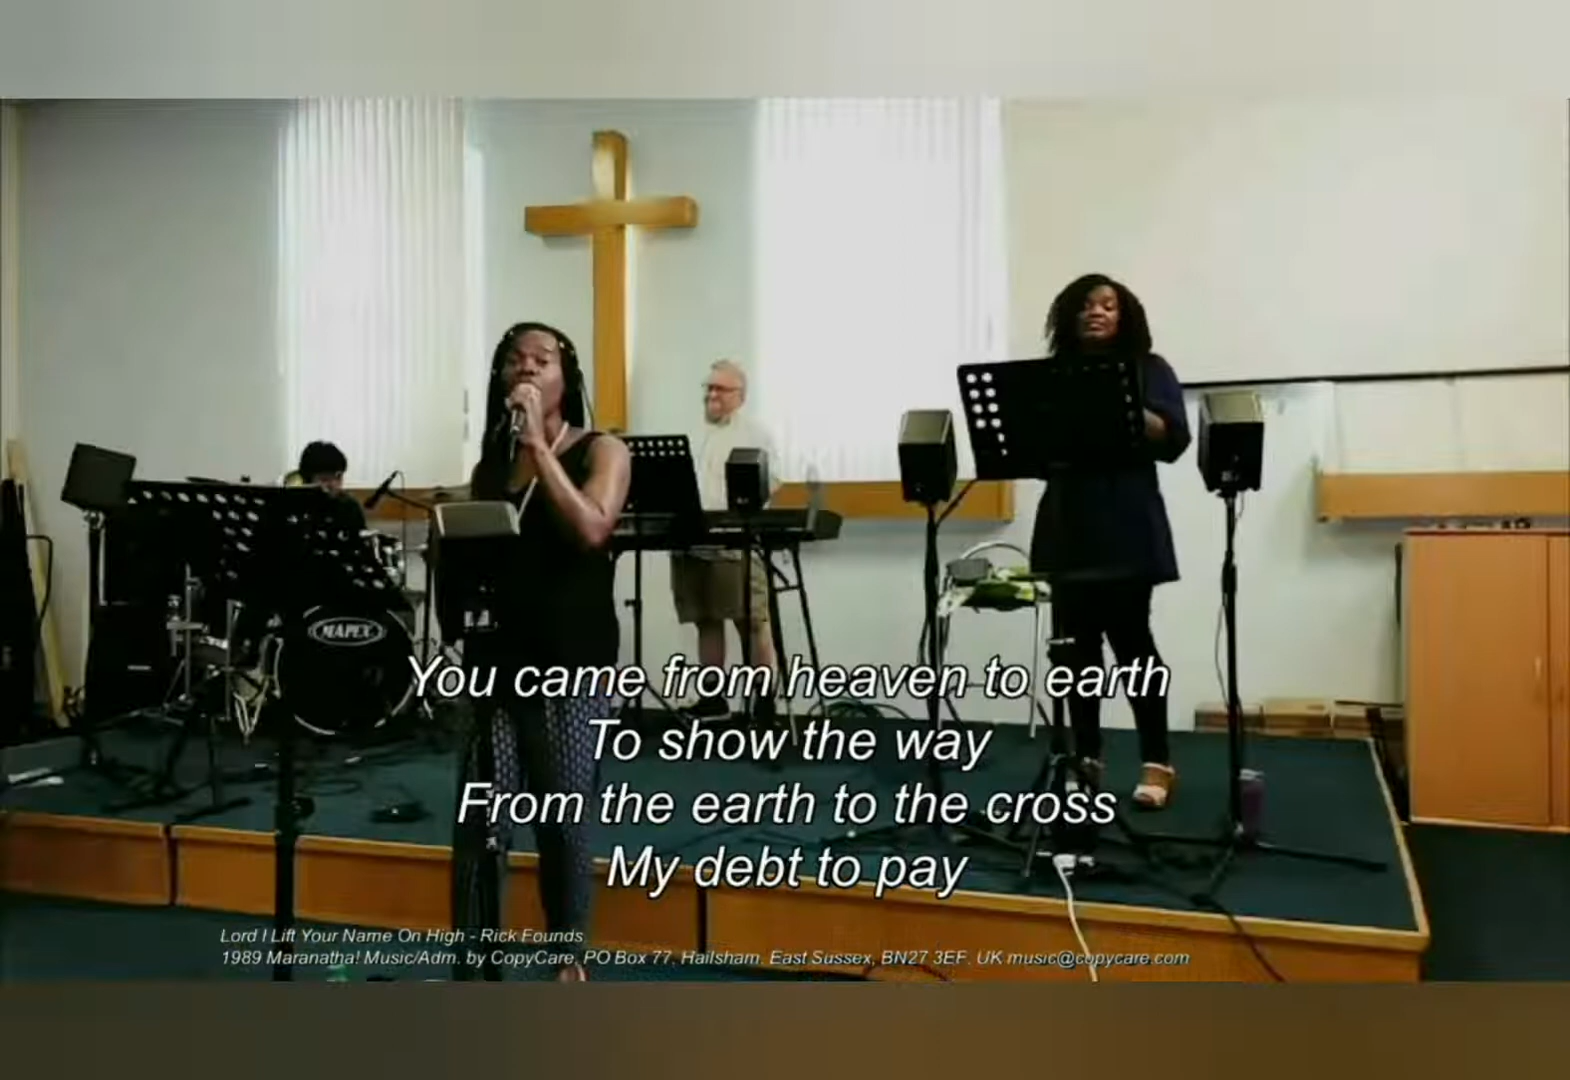 MAPEX
You came from heaven to earth
To show the way
From the earth to the cross
My debt to pay
Lord I Lift Your Name On High - Rick Founds
1989 Maranatha! Music/Adm. by CopyCare, PO Box 77, Hailsham. East Sussex, BN27 3EF. UK music@copycare.com